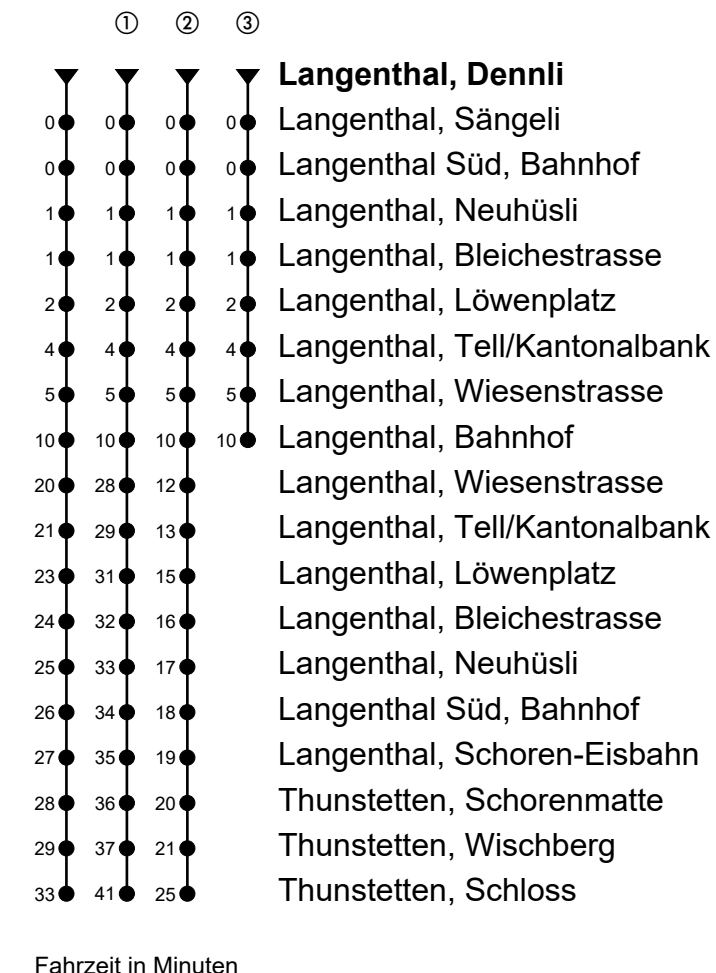 ① ② ③
Langenthal, Dennli
0 0 0 0 Langenthal, Sängeli
0 0 0 0 Langenthal Süd, Bahnhof
1 1 1 1 Langenthal, Neuhüsli
1 1 1 1 Langenthal, Bleichestrasse
2 2 2 2 Langenthal, Löwenplatz
4 4 4 4 Langenthal, Tell/Kantonalbank
5 5 5 5 Langenthal, Wiesenstrasse
10 10 10 10 Langenthal, Bahnhof
20 28 12 Langenthal, Wiesenstrasse
21 29 13 Langenthal, Tell/Kantonalbank
23 31 15 Langenthal, Löwenplatz
24 32 16 Langenthal, Bleichestrasse
25 33 17 Langenthal, Neuhüsli
26 34 18 Langenthal Süd, Bahnhof
27 35 19 Langenthal, Schoren-Eisbahn
28 36 20 Thunstetten, Schorenmatte
29 37 21 Thunstetten, Wischberg
33 41 25 Thunstetten, Schloss
Fahrzeit in Minuten